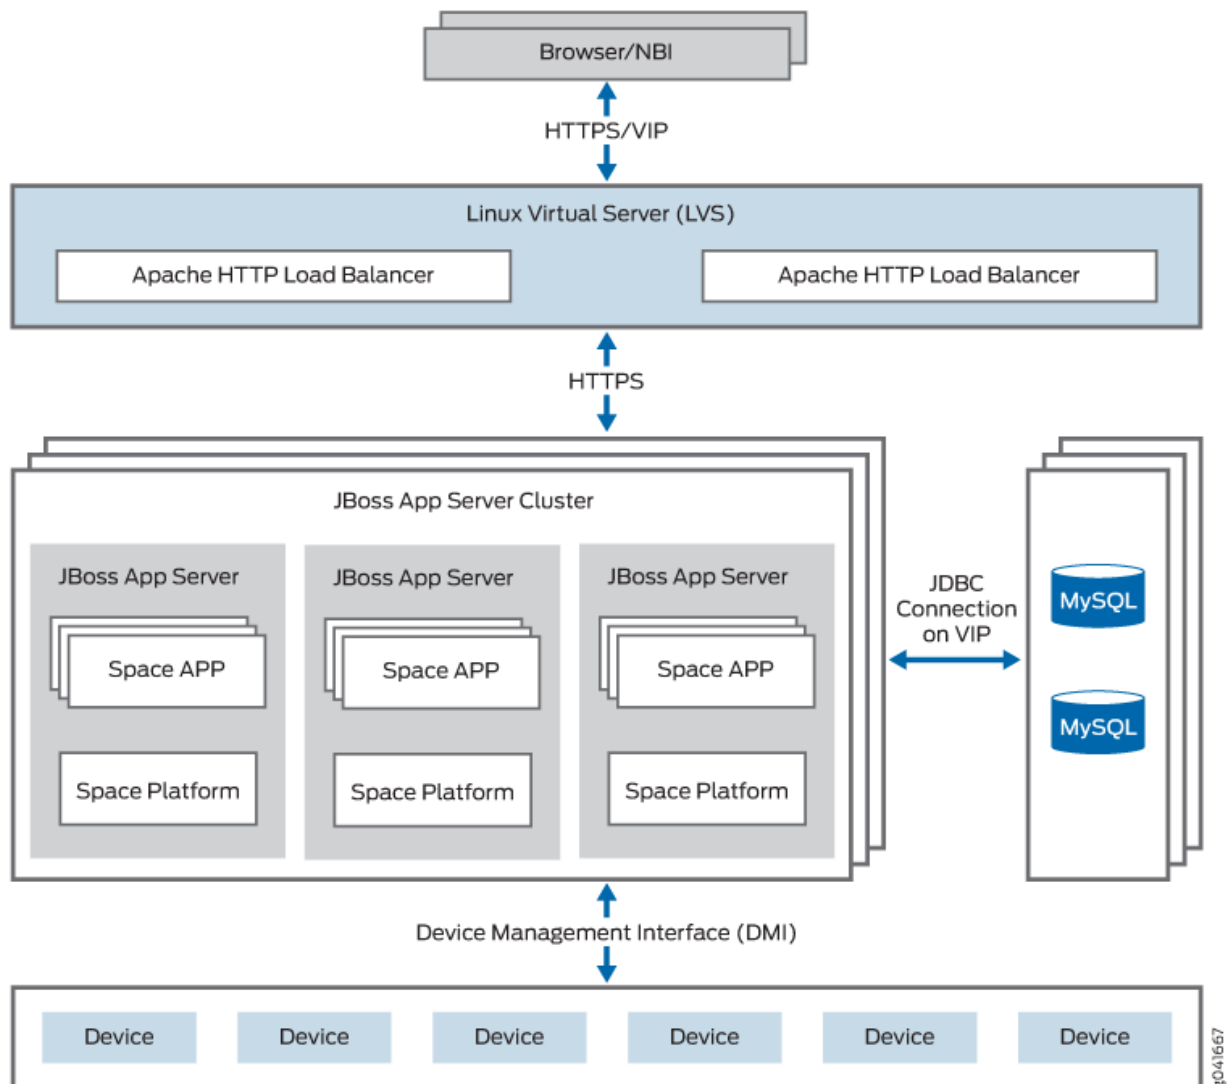 Browser/NBI
HTTPS/VIP
Linux Virtual Server (LVS)
Apache HTTP Load Balancer
Apache HTTP Load Balancer
HTTPS
JBoss App Server Cluster
JBoss App Server
JBoss App Server
JBoss App Server
Space APP
Space APP
Space APP
Space Platform
Space Platform
Space Platform
JDBC
Connection
on VIP
MySQL
MySQL
Device Management Interface (DMI)
Device
Device
Device
Device
Device
Device
g041667